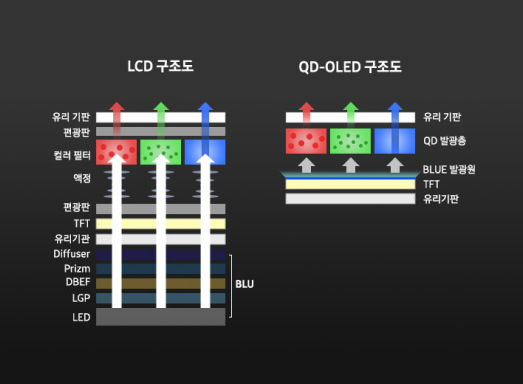 LCD 구조도
유리 기판
편광판
컬러 필터
액정
편광판
TFT
유리기관
Diffuser
Prizm
DBEF
LGP
LED
BLU
QD-OLED 구조도
유리 기판
QD 발광층
BLUE 발광원
TFT
유리기판